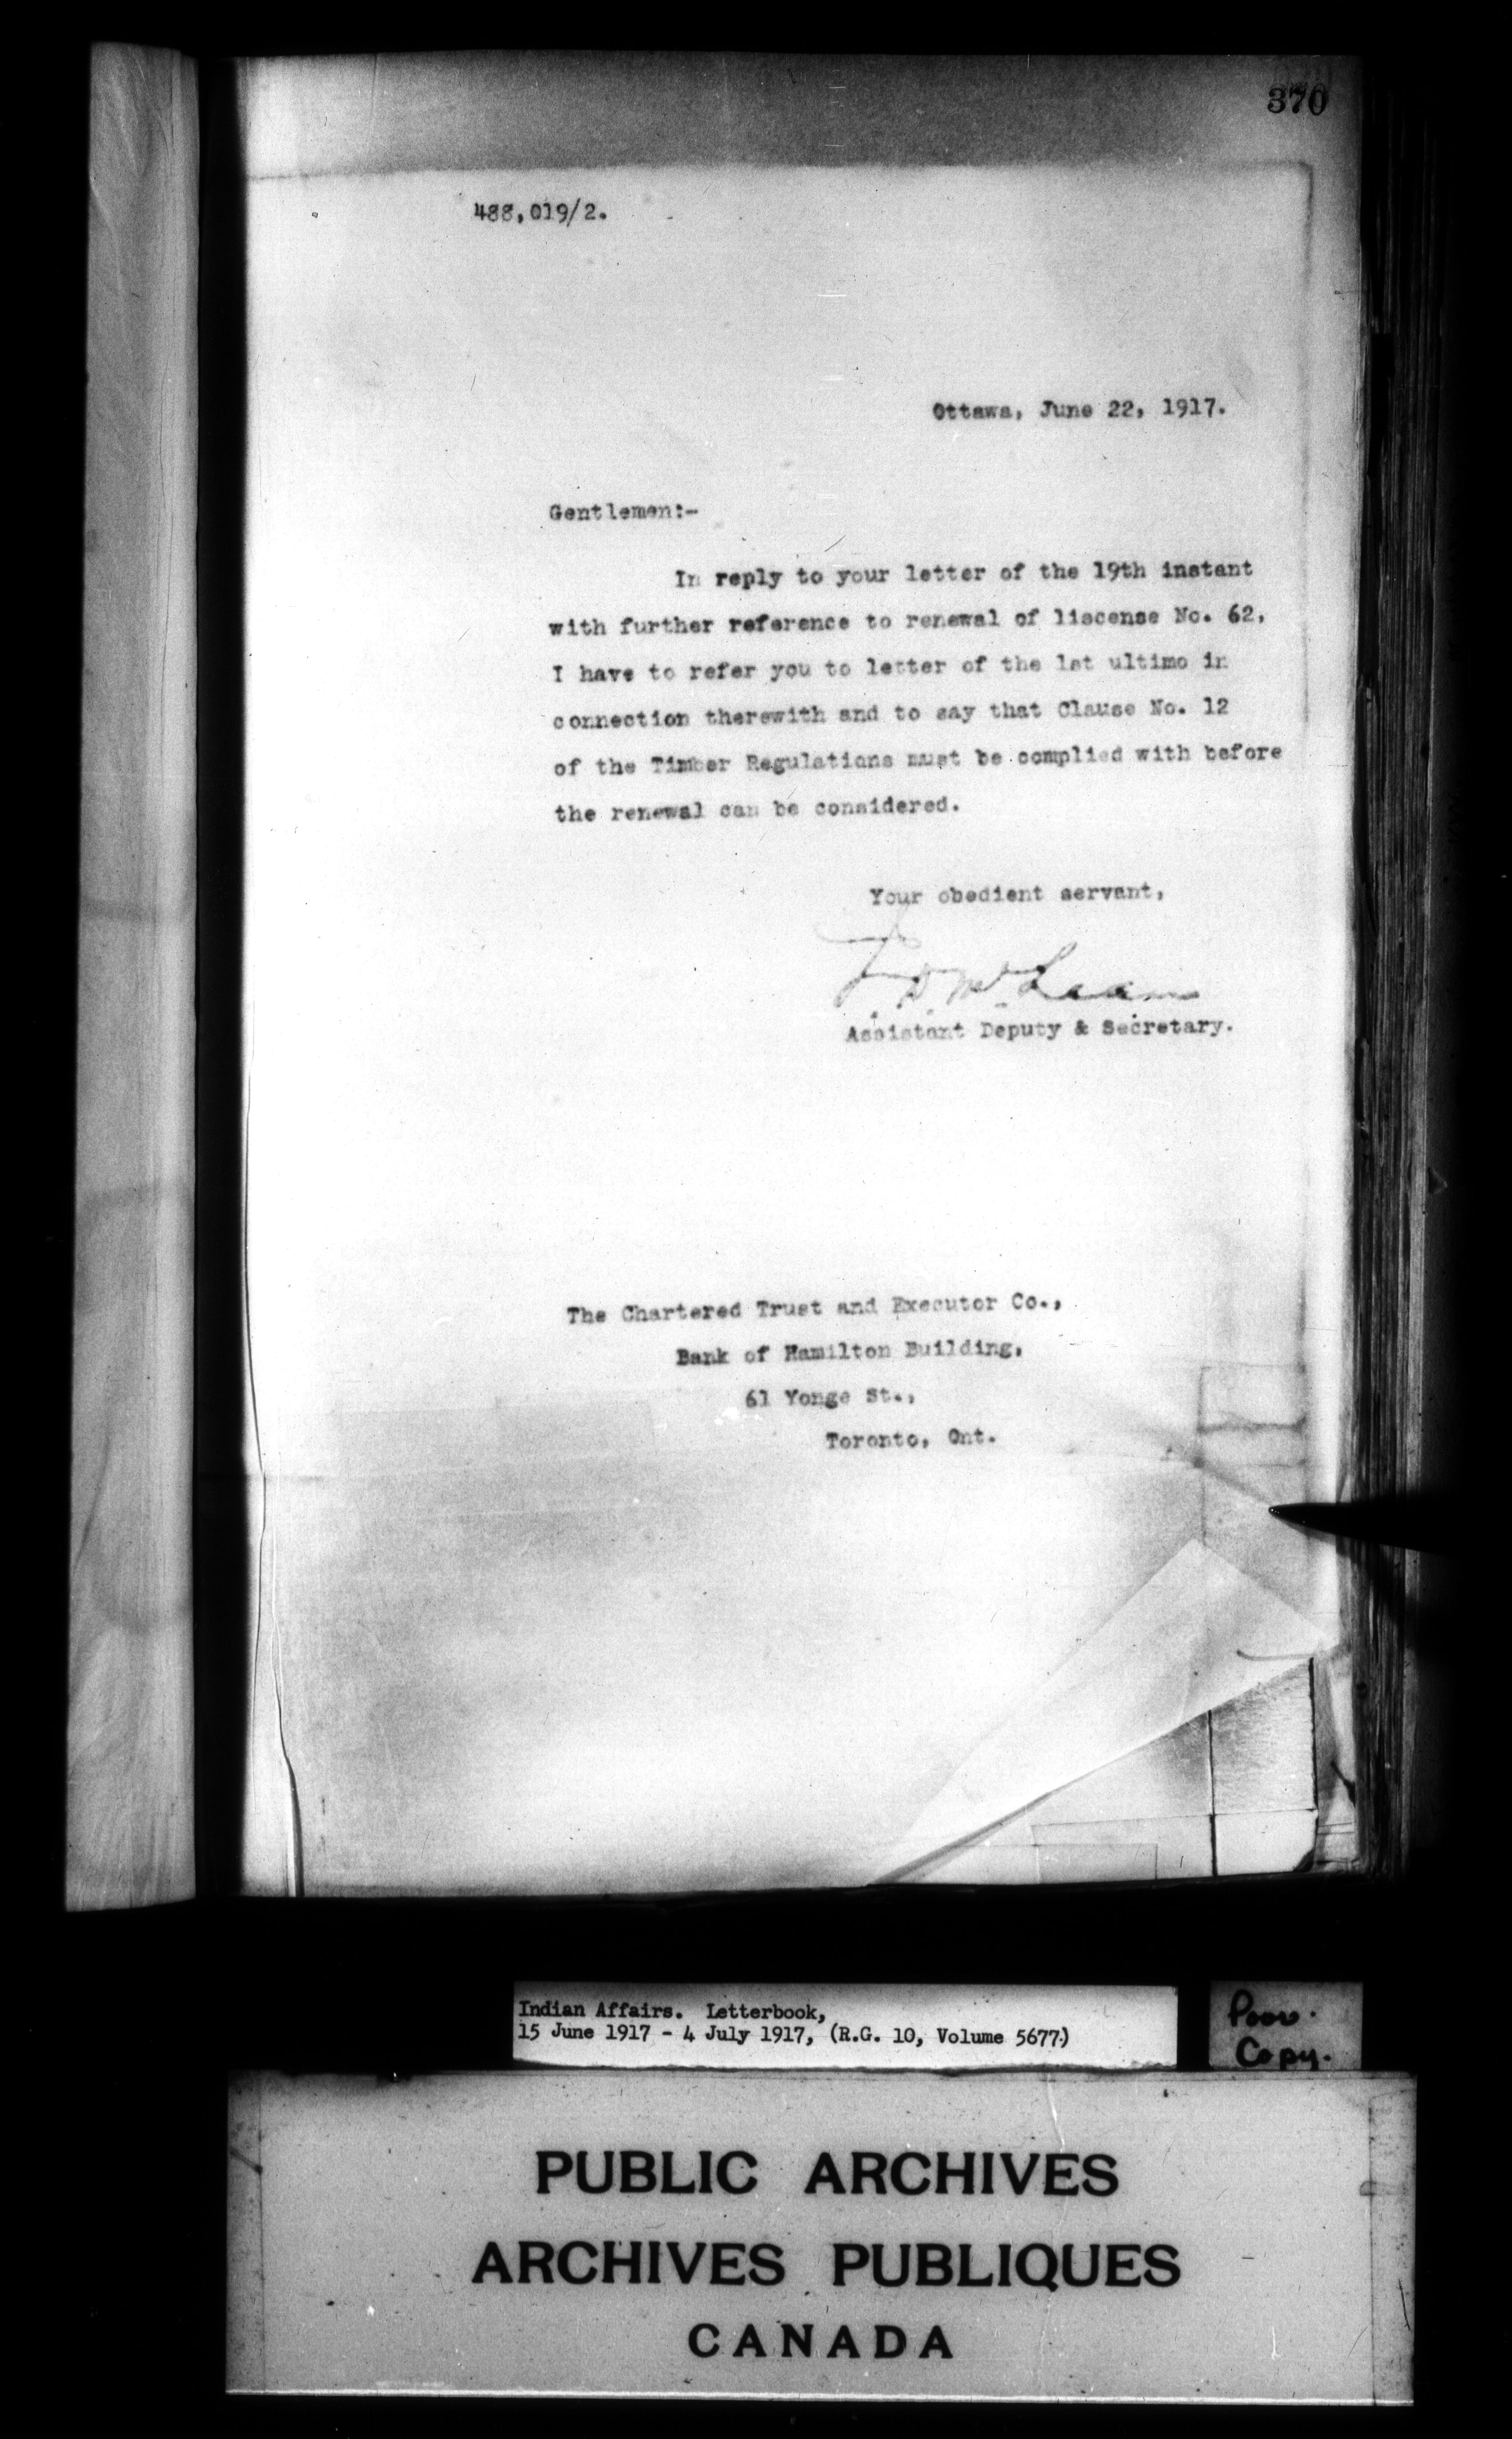 370
488,019/2.
Ottawa, June 22, 1917.
Gentlemen:-
In reply to your letter of the 19th instant
with further reference to renewal of liscense No. 62,
I have to refer you to letter of the 1st ultimo in
connection therewith and to say that Clause No. 12
of the Timber Regulations must be complied with before
the renewal can be considered.
Your obedient servant,
J. D. McLean
Assistant Deputy & Secretary.
The Chartered Trust and Executor Co.,
Bank of Hamilton Building,
61 Yonge St.,
Toronto, Ont.
Indian Affairs. Letterbook,
15 June 1917 - 4 July 1917, (R.G. 10, Volume 5677)
Poor.
Copy.
PUBLIC ARCHIVES
ARCHIVES PUBLIQUES
CANADA